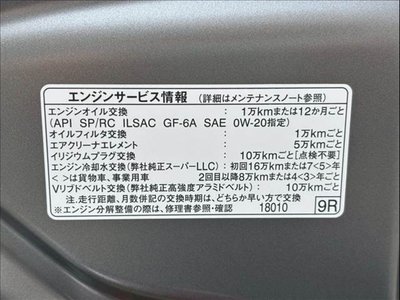 エンジンサービス情報 (詳細はメンテナンスノート参照)
エンジンオイル交換 : 1万kmまたは12か月ごと
(API SP/RC ILSAC GF-6A SAE 0W-20指定)
オイルフィルタ交換 : 1万kmごと
エアクリーナエレメント : 5万kmごと
イリジウムプラグ交換 : 10万kmごと[点検不要]
エンジン冷却水交換(弊社純正スーパーLLC) : 初回16万kmまたは7<5>年
< >は貨物車、事業用車 2回目以降8万kmまたは4<3>年ごと
Vリブドベルト交換(弊社純正高強度アラミドベルト) : 10万kmごと
注.走行距離、月数併記の交換時期は、どちらか早い方で交換
※エンジン分解整備の際は、修理書参照・確認 18010 9R